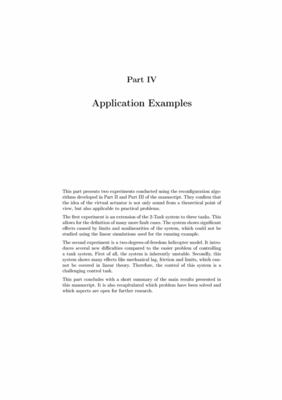 Part IV
Application Examples
This part presents two experiments conducted using the reconfiguration algo-
rithms developed in Part II and Part III of the manuscript. They confirm that
the idea of the virtual actuator is not only sound from a theoretical point of
view, but also applicable to practical problems.
The first experiment is an extension of the 2-Tank system to three tanks. This
allows for the definition of many more fault cases. The system shows significant
effects caused by limits and nonlinearities of the system, which could not be
studied using the linear simulations used for the running example.
The second experiment is a two-degrees-of-freedom helicopter model. It intro-
duces several new difficulties compared to the easier problem of controlling
a tank system. First of all, the system is inherently unstable. Secondly, this
system shows many effects like mechanical lag, friction and limits, which can-
not be covered in linear theory. Therefore, the control of this system is a
challenging control task.
This part concludes with a short summary of the main results presented in
this manuscript. It is also recapitulated which problem have been solved and
which aspects are open for further research.